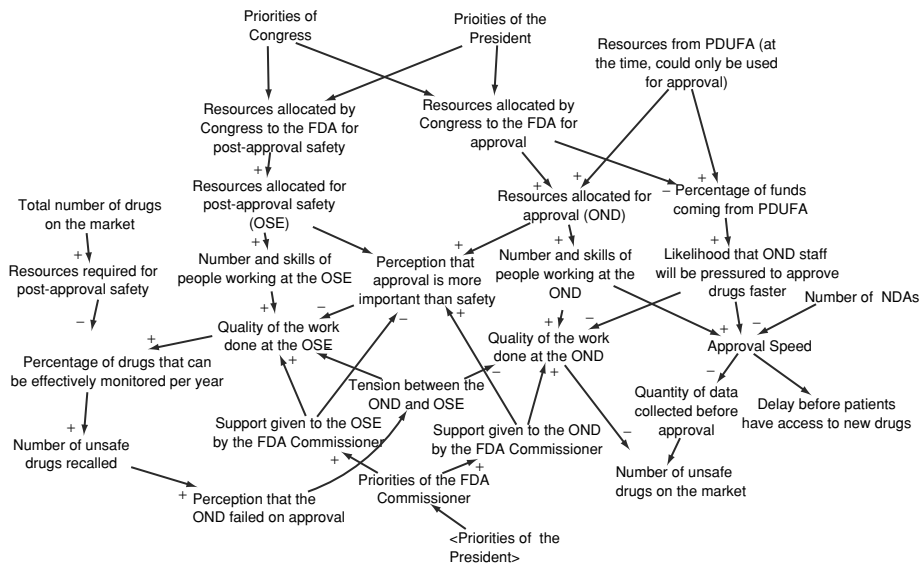 Priorities of
Congress
Priorities of the
President
Resources from PDUFA (at
the time, could only be used
for approval)
Resources allocated by
Congress to the FDA for
post-approval safety
Resources allocated by
Congress to the FDA for
approval
+
+
+
+
Resources allocated for
post-approval safety
(OSE)
Resources allocated for
approval (OND)
– Percentage of funds
coming from PDUFA
Total number of drugs
on the market
+
+
+
+
+
Resources required for
post-approval safety
Number and skills of
people working at the OSE
Perception that
approval is more
important than safety
Number and skills of
people working at the
OND
Likelihood that OND staff
will be pressured to approve
drugs faster
Number of NDAs
–
+
–
–
+
+
–
+
–
+
Quality of the work
done at the OSE
Quality of the work
done at the OND
Approval Speed
Percentage of drugs that can
be effectively monitored per year
+
–
–
+
–
Tension between the
OND and OSE
Quantity of data
collected before
approval
Delay before patients
have access to new drugs
+
+
Support given to the OSE
by the FDA Commissioner
Support given to the OND
by the FDA Commissioner
–
Number of unsafe
drugs recalled
+
+
Priorities of the FDA
Commissioner
Number of unsafe
drugs on the market
+
Perception that the
OND failed on approval
<Priorities of the
President>